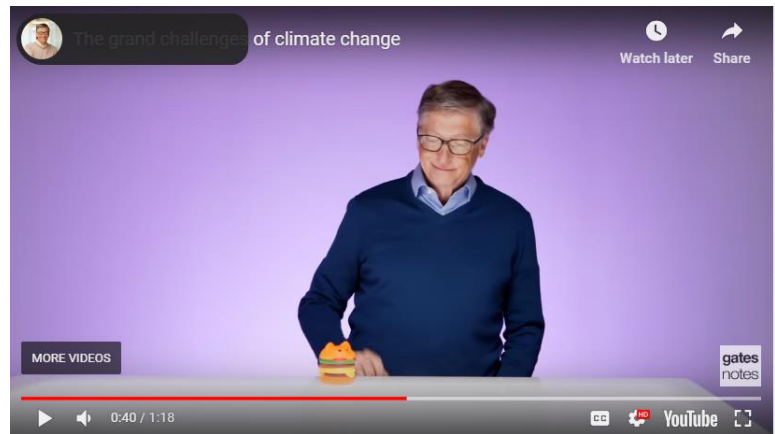 The grand challenges of climate change
Watch later
Share
MORE VIDEOS
gates
notes
0:40 / 1:18
CC
HD
YouTube